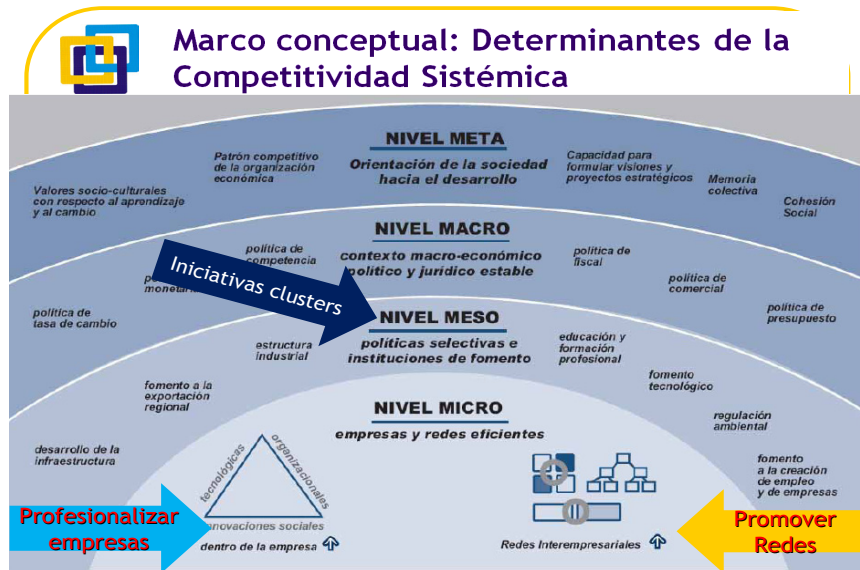 Marco conceptual: Determinantes de la
Competitividad Sistémica
NIVEL META
Orientación de la sociedad
hacia el desarrollo
Valores socio-culturales
con respecto al aprendizaje
y al cambio
Patrón competitivo
de la organización
económica
Capacidad para
formular visiones y
proyectos estratégicos
Memoria
colectiva
Cohesión
Social
NIVEL MACRO
contexto macro-económico
político y jurídico estable
política de
tasa de cambio
monetaria
política de
competencia
política de
fiscal
política de
comercial
política de
presupuesto
Iniciativas clusters
NIVEL MESO
políticas selectivas e
instituciones de fomento
desarrollo de la
infraestructura
fomento a la
exportación
regional
estructura
industrial
educación y
formación
profesional
fomento
tecnológico
regulación
ambiental
fomento
a la creación
de empleo
y de empresas
NIVEL MICRO
empresas y redes eficientes
tecnológicas
organizacionales
innovaciones sociales
dentro de la empresa
Redes Interempresariales
Profesionalizar
empresas
Promover
Redes